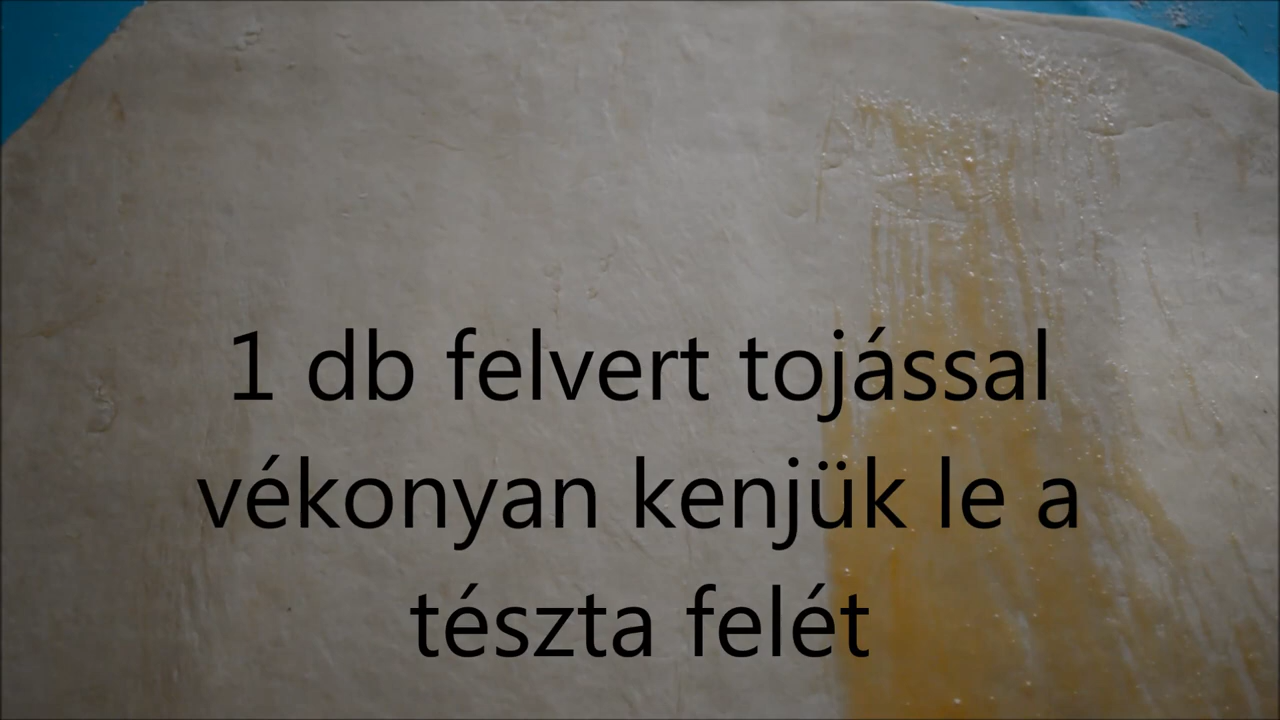 1 db felvert tojással
vékonyan kenjük le a
tészta felét